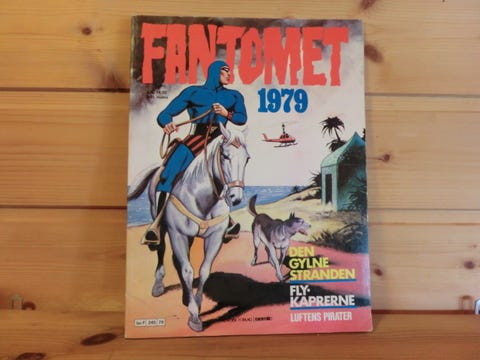 FANTOMET
1979
DEN
GYLNE
STRANDEN
FLY-
KAPRERNE
LUFTENS PIRATER